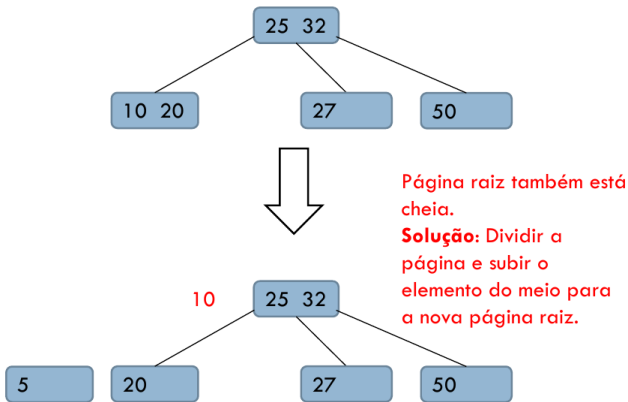 25 32
10 20
27
50
Página raiz também está
cheia.
Solução: Dividir a
página e subir o
elemento do meio para
a nova página raiz.
10
25 32
5
20
27
50